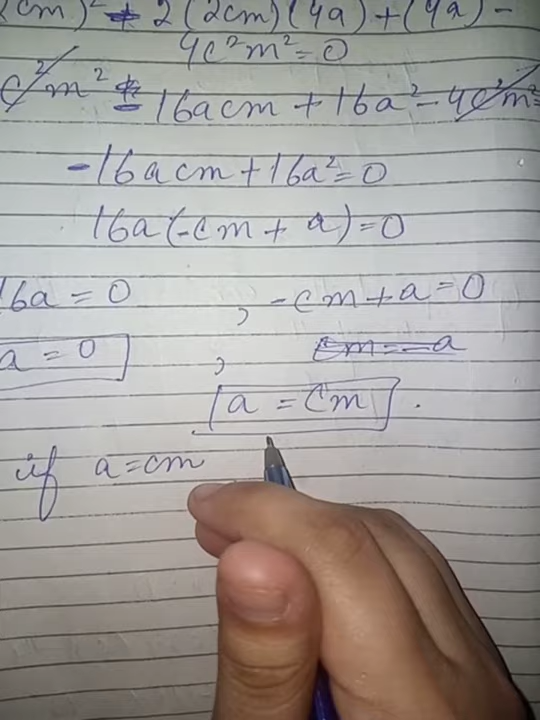 cm)² - 2(2cm)(4a) + (4a) -
4c²m² = 0
c²m² - 16acm + 16a² - 4c²m²=
-16acm + 16a² = 0
16a(-cm + a) = 0
16a = 0 , -cm+a=0
a = 0 , cm = -a
a = cm .
if a=cm